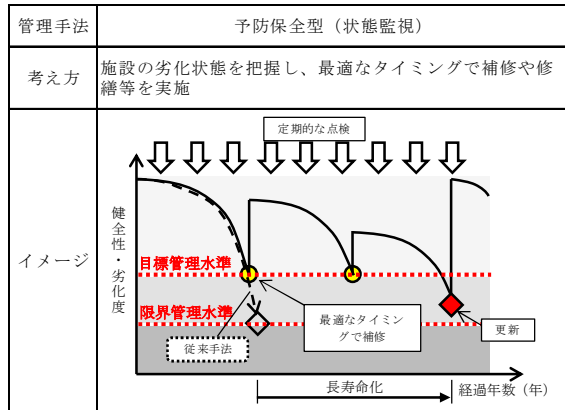 管理手法
予防保全型（状態監視）
考え方
施設の劣化状態を把握し、最適なタイミングで補修や修
繕等を実施
イメージ
定期的な点検
健全性・劣化度
目標管理水準
限界管理水準
最適なタイミン
グで補修
更新
従来手法
長寿命化
経過年数（年）